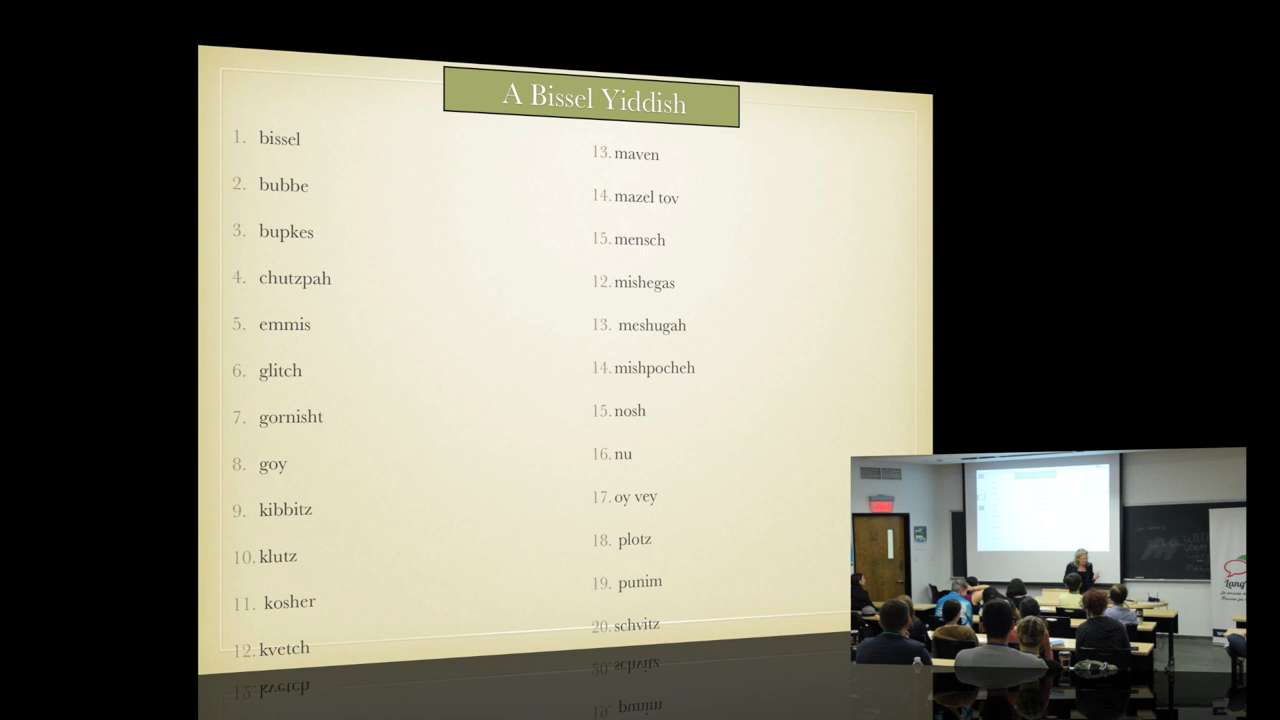 A Bissel Yiddish
1. bissel
2. bubbe
3. bupkes
4. chutzpah
5. emmis
6. glitch
7. gornisht
8. goy
9. kibbitz
10. klutz
11. kosher
12. kvetch
13. maven
14. mazel tov
15. mensch
12. mishegas
13. meshugah
14. mishpocheh
15. nosh
16. nu
17. oy vey
18. plotz
19. punim
20. schvitz